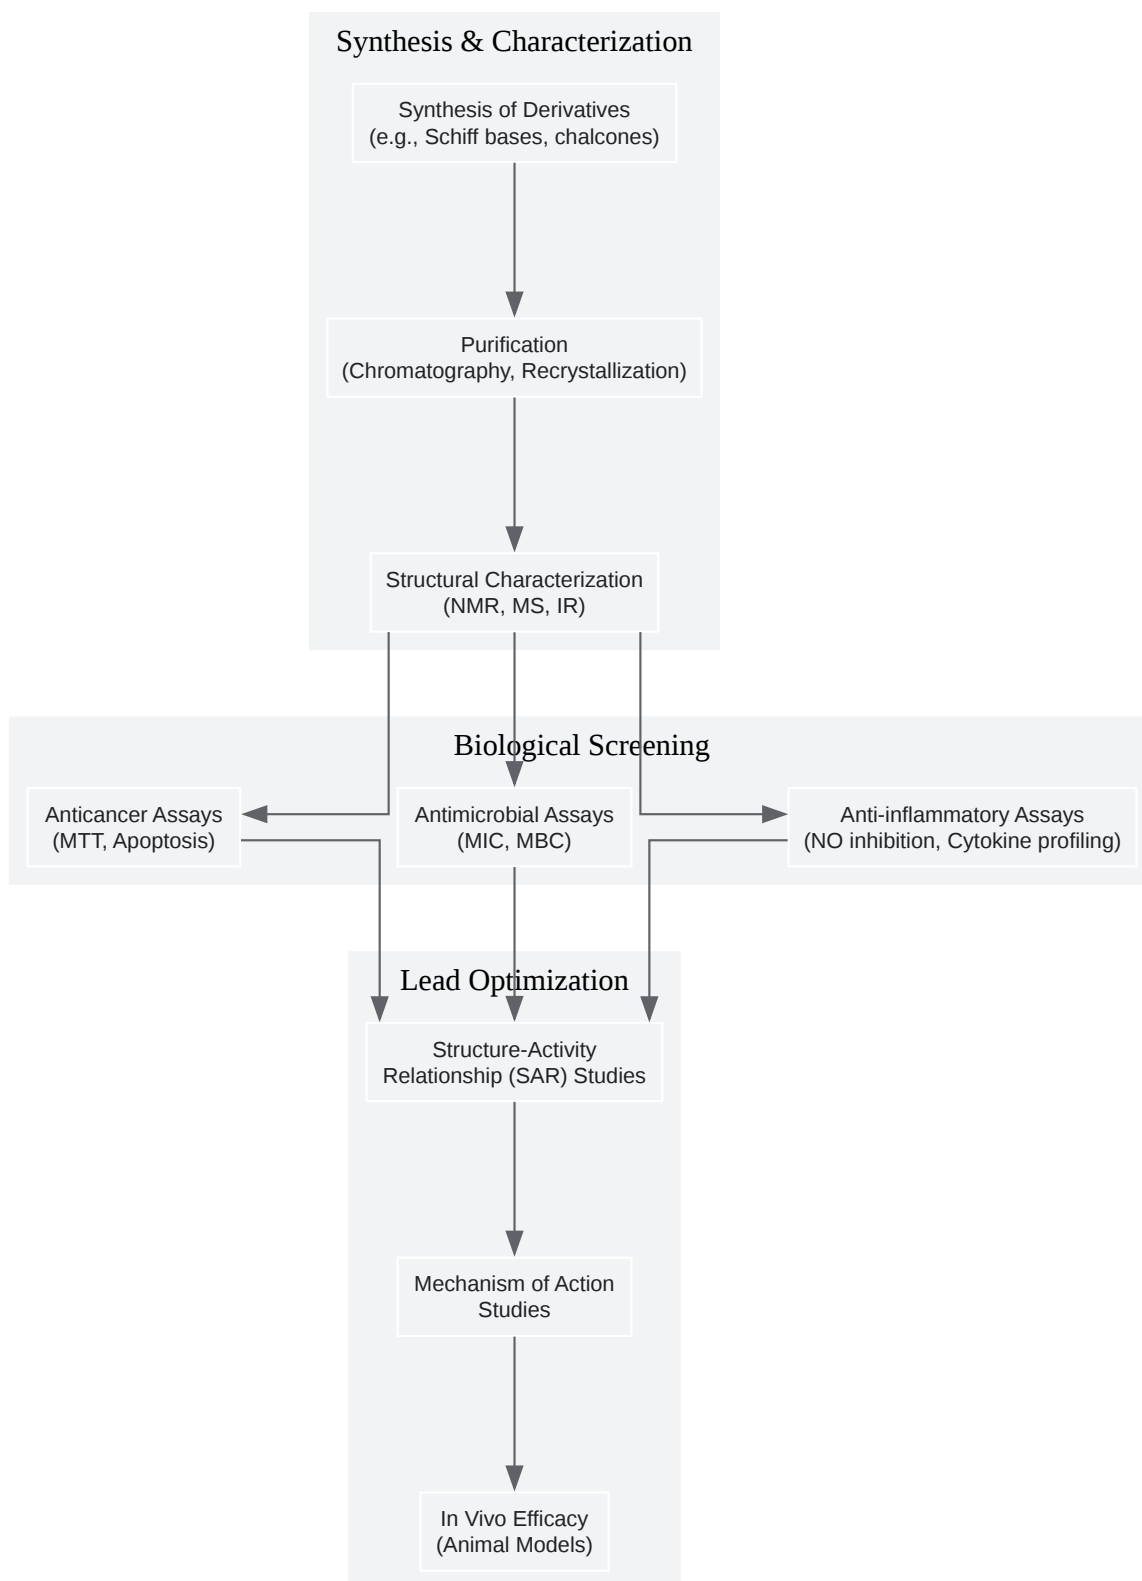 Synthesis & Characterization
Synthesis of Derivatives
(e.g., Schiff bases, chalcones)
Purification
(Chromatography, Recrystallization)
Structural Characterization
(NMR, MS, IR)
Biological Screening
Anticancer Assays
(MTT, Apoptosis)
Antimicrobial Assays
(MIC, MBC)
Anti-inflammatory Assays
(NO inhibition, Cytokine profiling)
Lead Optimization
Structure-Activity
Relationship (SAR) Studies
Mechanism of Action
Studies
In Vivo Efficacy
(Animal Models)